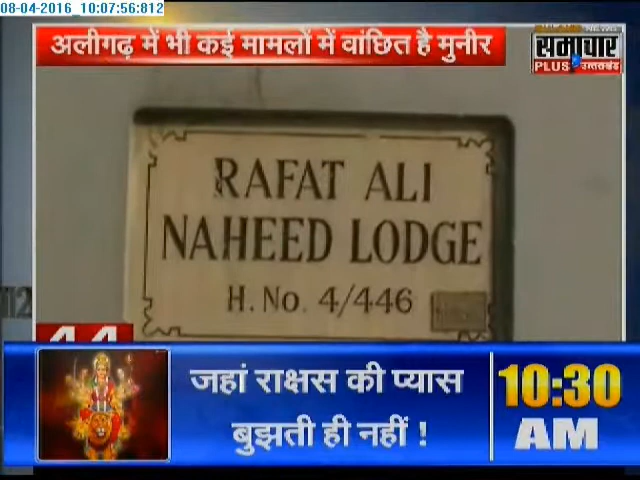 08-04-2016_10:07:56:812
अलीगढ़ में भी कई मामलों में वांछित है मुनीर
समाचार
PLUS उत्तराखंड
RAFAT ALI
NAHEED LODGE
H. No. 4/446
जहां राक्षस की प्यास
बुझती ही नहीं !
10:30
AM